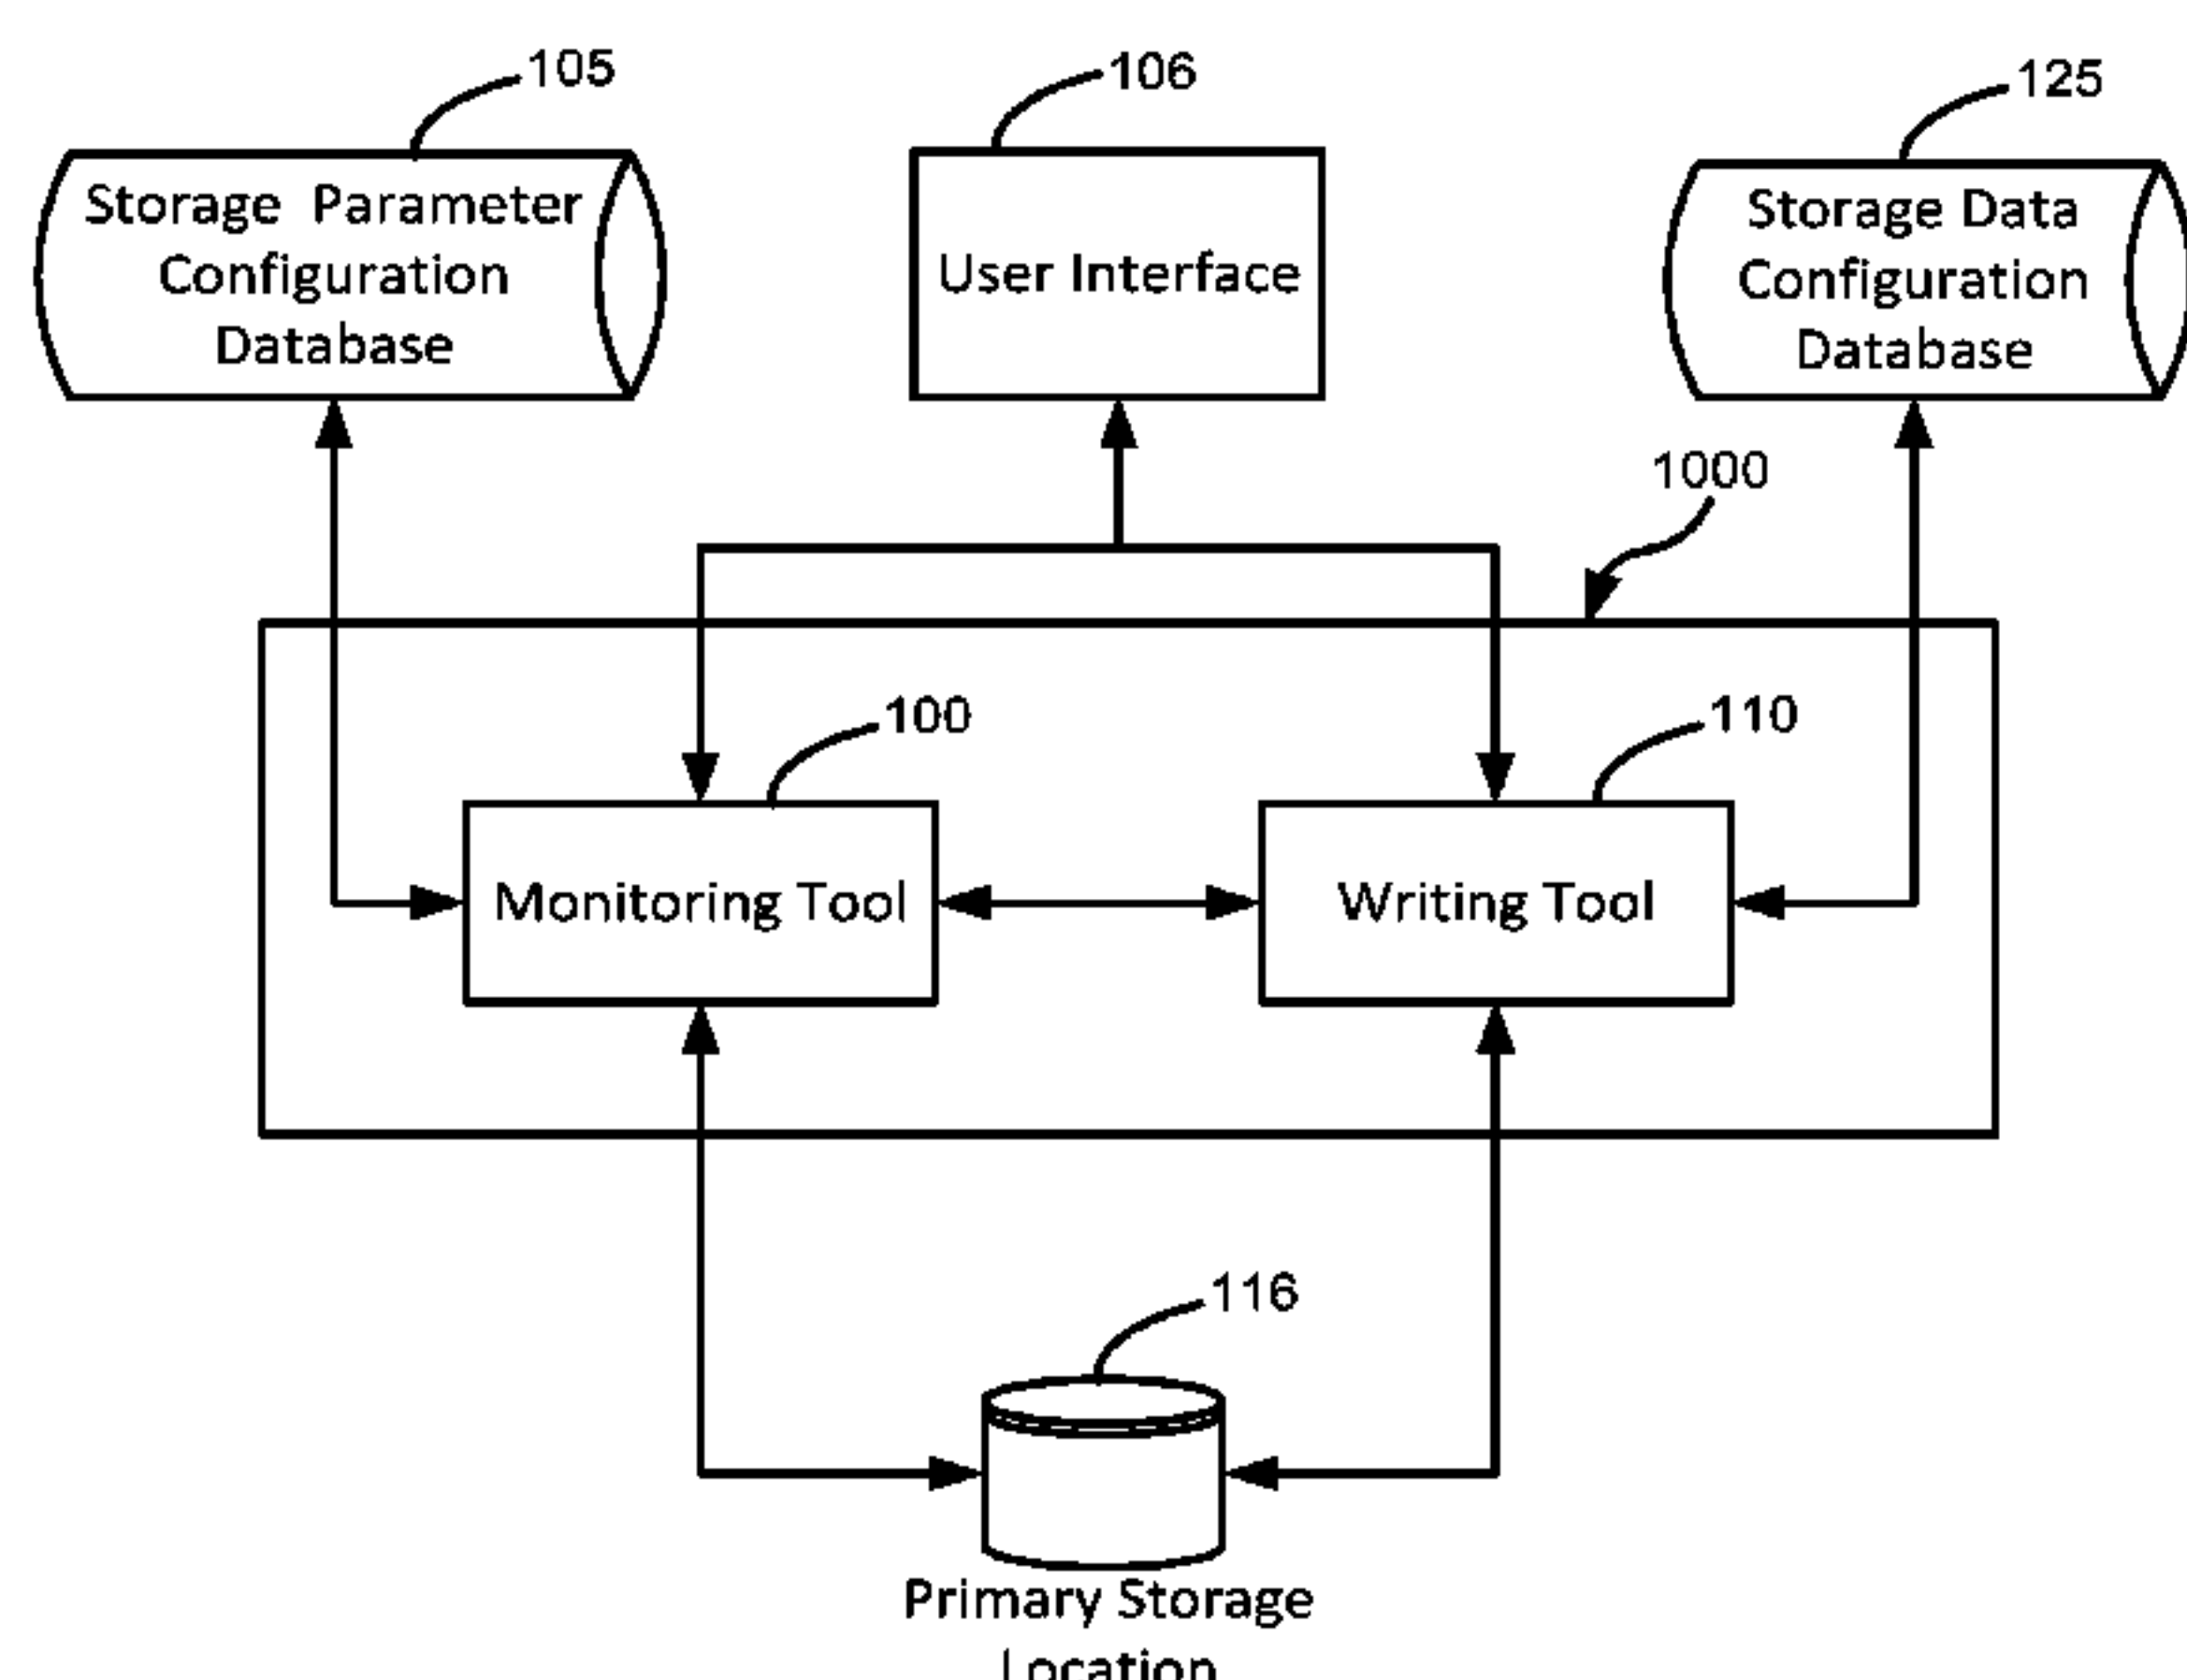 105
106
125
Storage Parameter
Configuration
Database
User Interface
Storage Data
Configuration
Database
1000
100
110
Monitoring Tool
Writing Tool
116
Primary Storage
Location